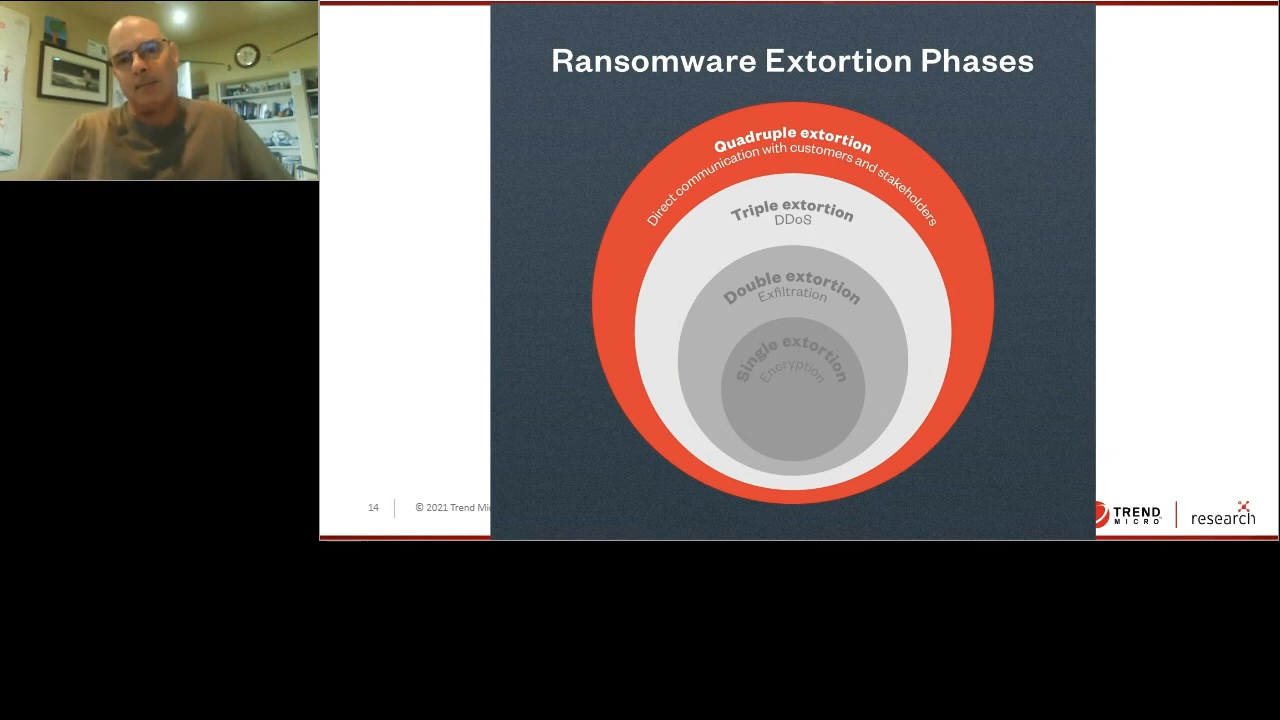 Ransomware Extortion Phases
Quadruple extortion
Direct communication with customers and stakeholders
Triple extortion
DDoS
Double extortion
Exfiltration
Single extortion
Encryption
14
© 2021 Trend
TREND
MICRO
research